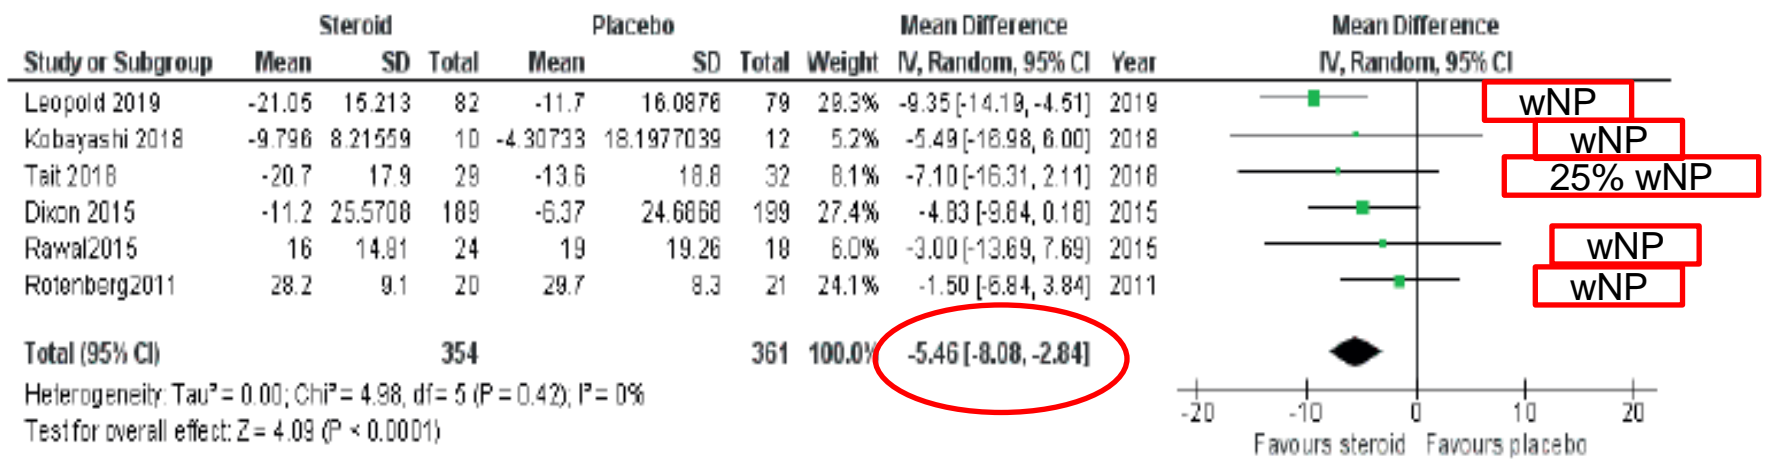 Steroid Placebo Mean Difference Mean Difference
Study or Subgroup Mean SD Total Mean SD Total Weight IV, Random, 95% CI Year IV, Random, 95% CI
Leopold 2019 -21.05 15.213 82 -11.7 16.0876 79 29.3% -9.35 [-14.19, -4.51] 2019 wNP
Kobayashi 2018 -9.796 8.21559 10 -4.30733 18.1977039 12 5.2% -5.49 [-16.98, 6.00] 2018 wNP
Tait 2018 -20.7 17.9 29 -13.6 18.8 32 8.1% -7.10 [-16.31, 2.11] 2018 25% wNP
Dixon 2015 -11.2 25.5708 189 -6.37 24.6868 199 27.4% -4.83 [-9.84, 0.18] 2015
Rawal2015 16 14.81 24 19 19.26 18 6.0% -3.00 [-13.69, 7.69] 2015 wNP
Rotenberg2011 28.2 9.1 20 29.7 8.3 21 24.1% -1.50 [-6.84, 3.84] 2011 wNP
Total (95% CI) 354 361 100.0% -5.46 [-8.08, -2.84]
Heterogeneity: Tau² = 0.00; Chi² = 4.98, df = 5 (P = 0.42); I² = 0%
Test for overall effect: Z = 4.09 (P < 0.0001)
-20 -10 0 10 20
Favours steroid Favours placebo